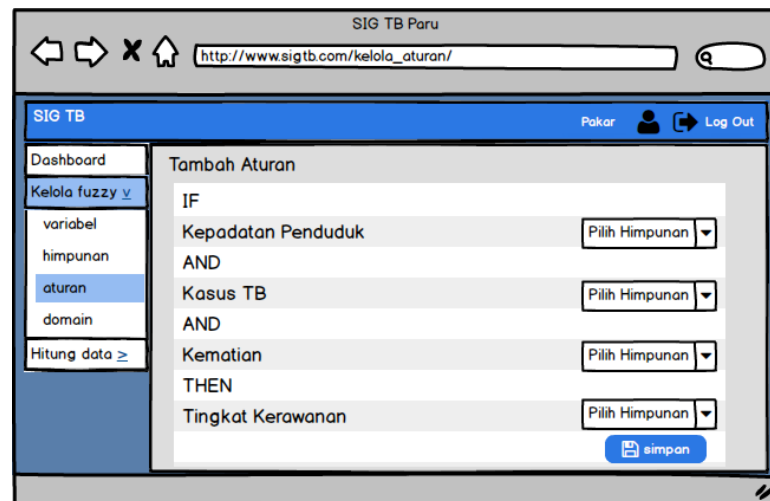 SIG TB Paru
http://www.sigtb.com/kelola_aturan/
SIG TB
Pakar
Log Out
Dashboard
Kelola fuzzy v
variabel
himpunan
aturan
domain
Hitung data >
Tambah Aturan
IF
Kepadatan Penduduk Pilih Himpunan
AND
Kasus TB Pilih Himpunan
AND
Kematian Pilih Himpunan
THEN
Tingkat Kerawanan Pilih Himpunan
simpan